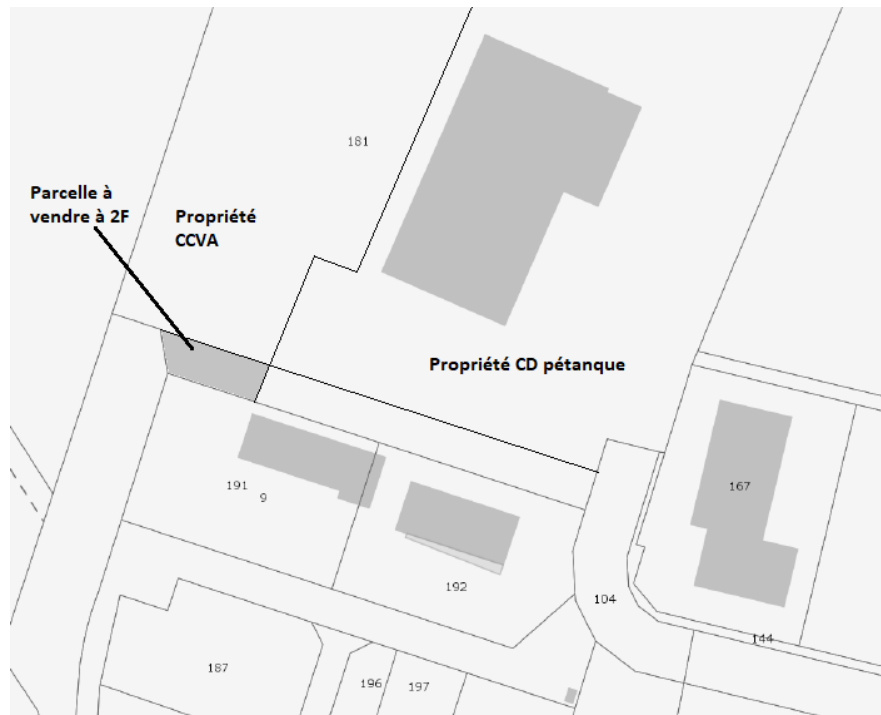 181
Parcelle à
vendre à 2F
Propriété
CCVA
Propriété CD pétanque
191
9
167
192
104
144
187
196
197